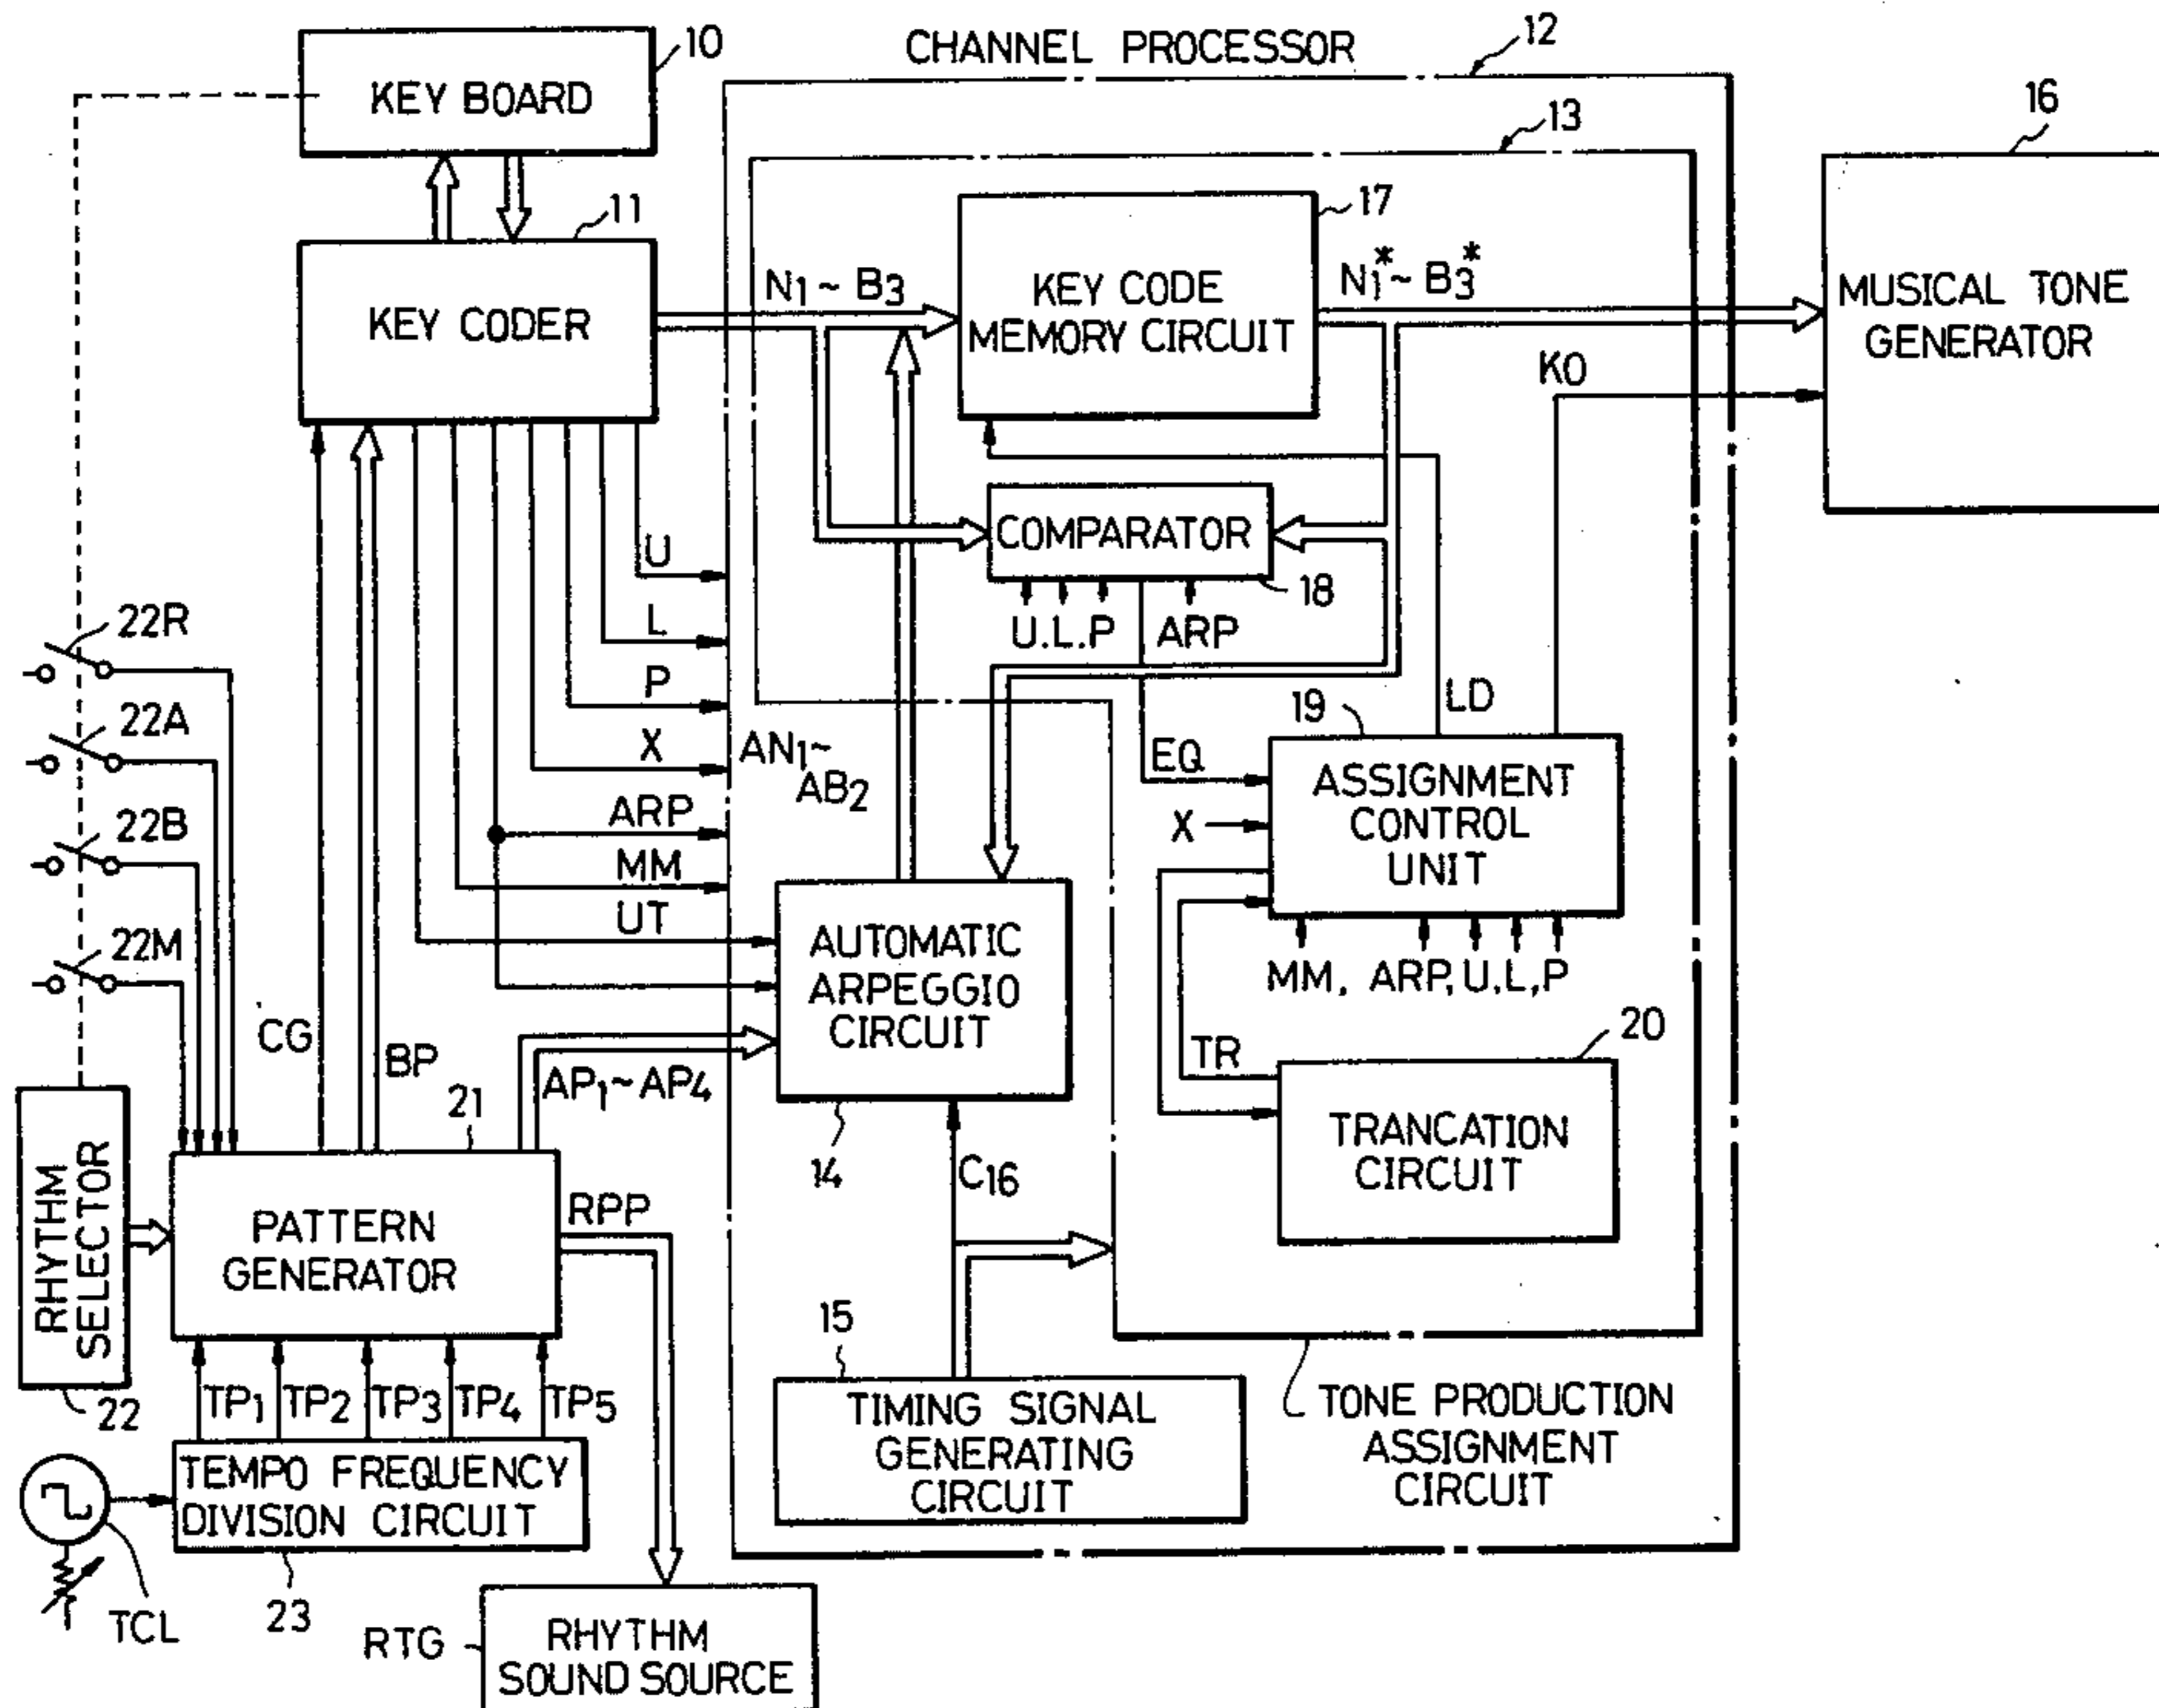 CHANNEL PROCESSOR
12
10
KEY BOARD
13
16
11
17
KEY CODER
N1 ~ B3
KEY CODE
MEMORY CIRCUIT
N1* ~ B3*
MUSICAL TONE
GENERATOR
KO
COMPARATOR
18
U.L.P
ARP
U
L
P
X
ARP
MM
UT
22R
22A
22B
22M
AN1~
AB2
EQ
LD
19
X
ASSIGNMENT
CONTROL
UNIT
MM, ARP, U, L, P
AUTOMATIC
ARPEGGIO
CIRCUIT
14
CG
BP
AP1~AP4
TR
20
TRANCATION
CIRCUIT
C16
21
PATTERN
GENERATOR
RPP
RHYTHM
SELECTOR
22
TP1
TP2
TP3
TP4
TP5
15
TIMING SIGNAL
GENERATING
CIRCUIT
TONE PRODUCTION
ASSIGNMENT
CIRCUIT
TEMPO FREQUENCY
DIVISION CIRCUIT
23
TCL
RTG
RHYTHM
SOUND SOURCE